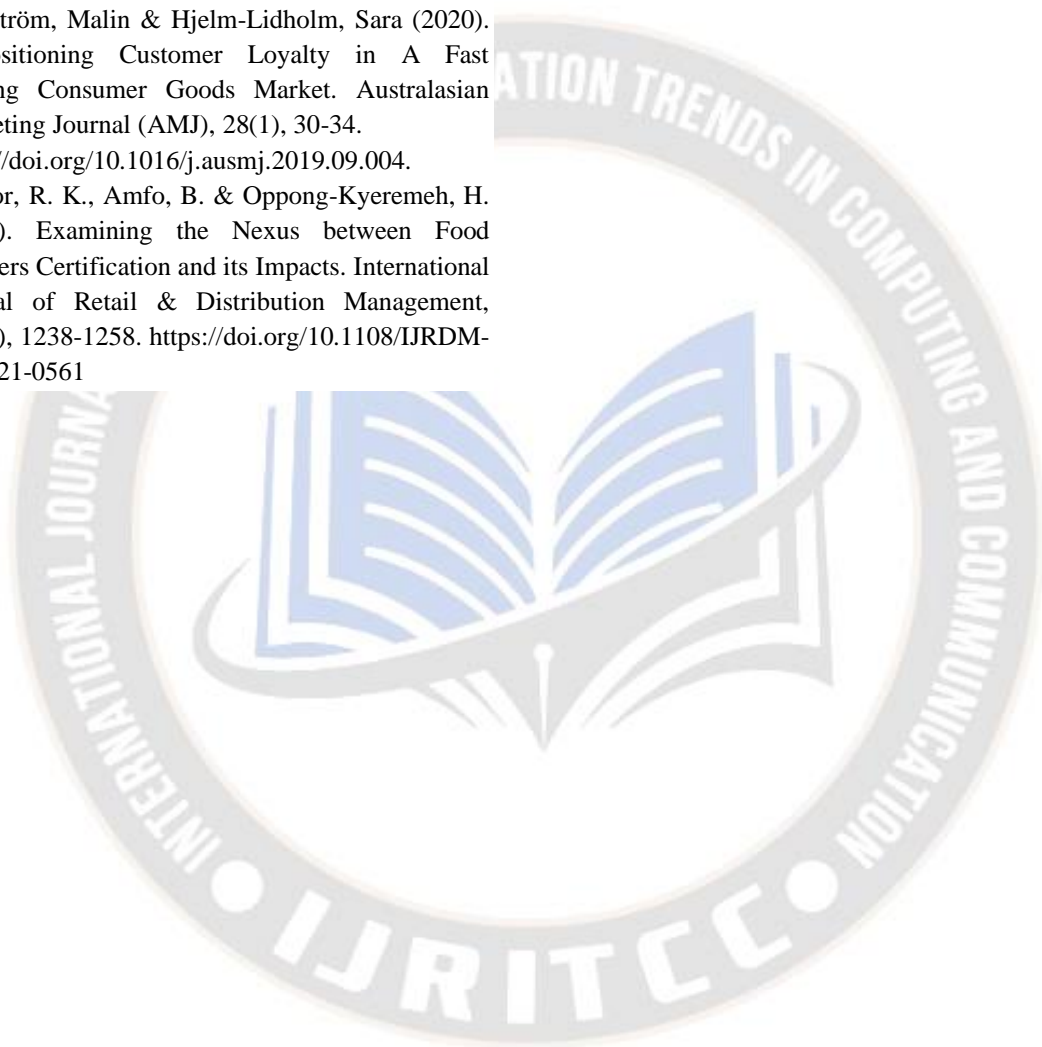 ström, Malin & Hjelm-Lidholm, Sara (2020).
sitioning Customer Loyalty in A Fast
ng Consumer Goods Market. Australasian
eting Journal (AMJ), 28(1), 30-34.
//doi.org/10.1016/j.ausmj.2019.09.004.
or, R. K., Amfo, B. & Oppong-Kyeremeh, H.
). Examining the Nexus between Food
ers Certification and its Impacts. International
al of Retail & Distribution Management,
), 1238-1258. https://doi.org/10.1108/IJRDM-
21-0561
INTERNATIONAL JOURNA
ATION TRENDS IN COMPUTING AND COMMUNICATION
IJRITCC